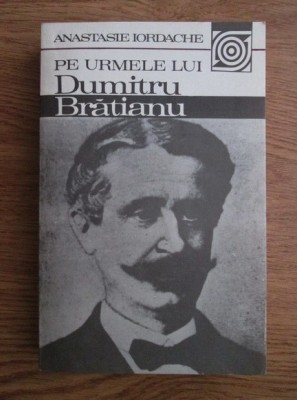 ANASTASIE IORDACHE
PE URMELE LUI
Dumitru
Brătianu